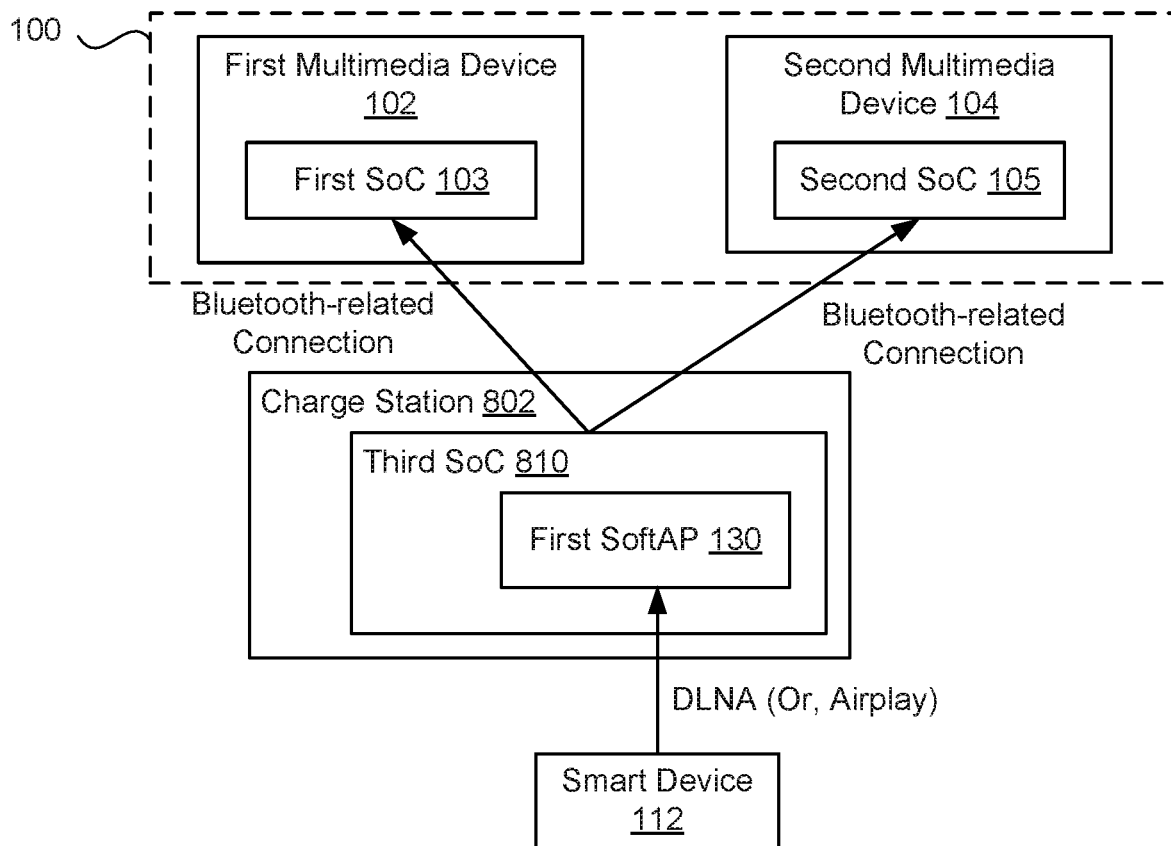 100
First Multimedia Device
102
First SoC 103
Second Multimedia
Device 104
Second SoC 105
Bluetooth-related
Connection
Bluetooth-related
Connection
Charge Station 802
Third SoC 810
First SoftAP 130
DLNA (Or, Airplay)
Smart Device
112